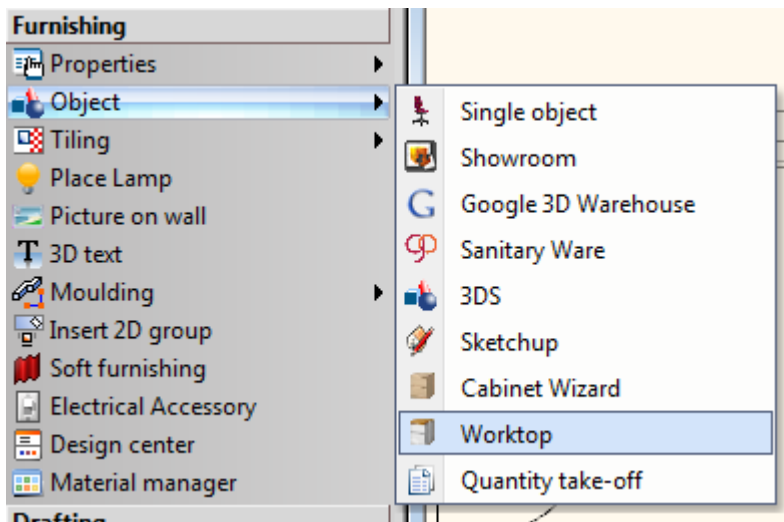 Furnishing
Properties
Object
Tiling
Place Lamp
Picture on wall
3D text
Moulding
Insert 2D group
Soft furnishing
Electrical Accessory
Design center
Material manager
Drafting
Single object
Showroom
Google 3D Warehouse
Sanitary Ware
3DS
Sketchup
Cabinet Wizard
Worktop
Quantity take-off